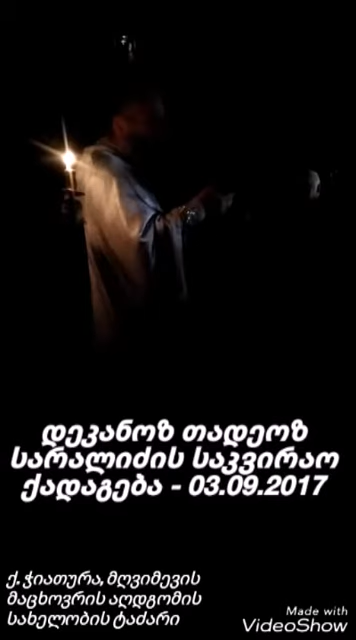 დეკანოზ თადეოზ
სარალიძის საკვირაო
ქადაგება - 03.09.2017
ქ. ჭიათურა, მღვიმევის
მაცხოვრის აღდგომის
სახელობის ტაძარი
Made with
VideoShow